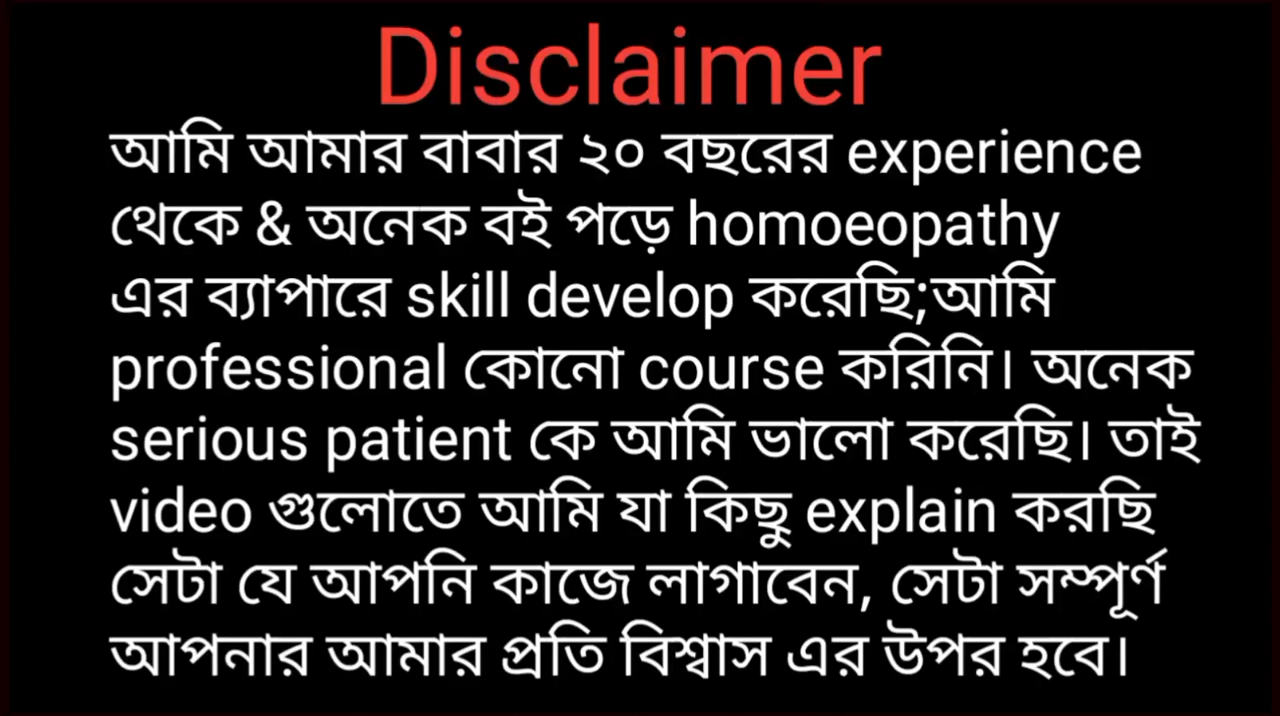 Disclaimer
আমি আমার বাবার ২০ বছরের experience
থেকে & অনেক বই পড়ে homoeopathy
এর ব্যাপারে skill develop করেছি;আমি
professional কোনো course করিনি। অনেক
serious patient কে আমি ভালো করেছি। তাই
video গুলোতে আমি যা কিছু explain করছি
সেটা যে আপনি কাজে লাগাবেন, সেটা সম্পূর্ণ
আপনার আমার প্রতি বিশ্বাস এর উপর হবে।